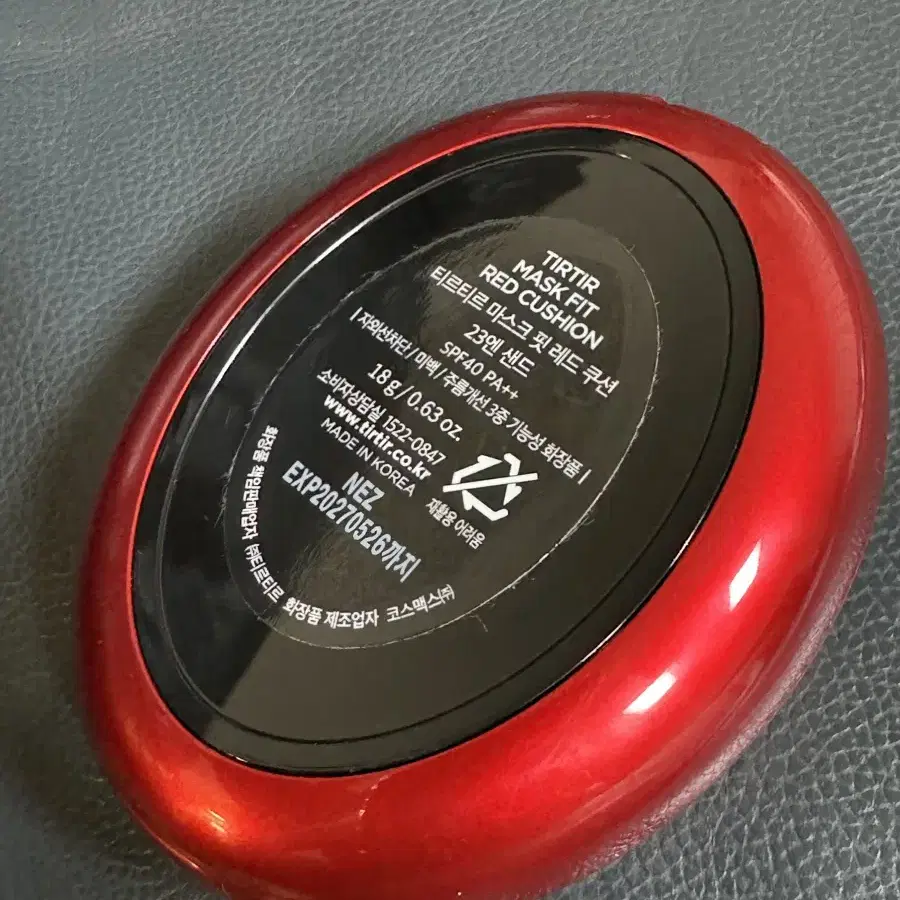 TIRTIR
MASK FIT
RED CUSHION
티르티르 마스크 핏 레드 쿠션
23엔 샌드
SPF40 PA++
| 자외선차단 / 미백 / 주름개선 3중 기능성 화장품 |
18 g / 0.63 oz.
소비자상담실 1522-0847
www.tirtir.co.kr
MADE IN KOREA
재활용 어려움
NEZ
EXP20270526까지
화장품 책임판매업자 ㈜티르티르 화장품 제조업자 코스맥스㈜